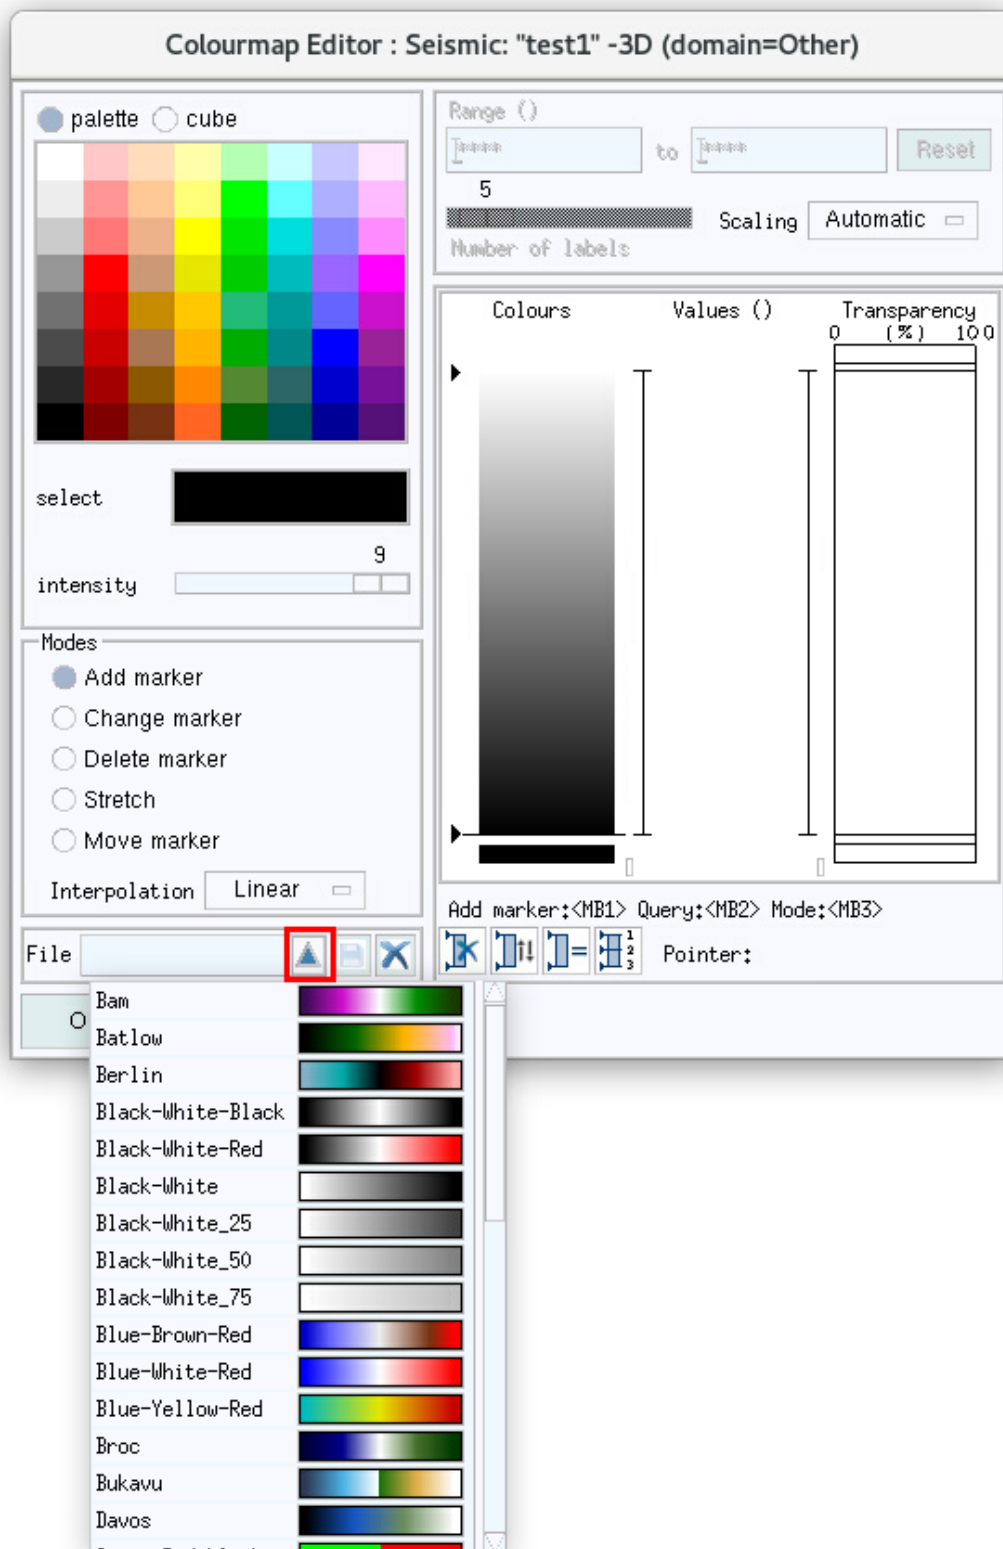 Colourmap Editor : Seismic: "test1" -3D (domain=Other)
palette cube
select
9
intensity
Modes
Add marker
Change marker
Delete marker
Stretch
Move marker
Interpolation Linear
File
O
Range ()
to Reset
5
Scaling Automatic
Number of labels
Colours Values () Transparency
0 (%) 100
Add marker:<MB1> Query:<MB2> Mode:<MB3>
1
2
3
Pointer:
Bam
Batlow
Berlin
Black-White-Black
Black-White-Red
Black-White
Black-White_25
Black-White_50
Black-White_75
Blue-Brown-Red
Blue-White-Red
Blue-Yellow-Red
Broc
Bukavu
Davos